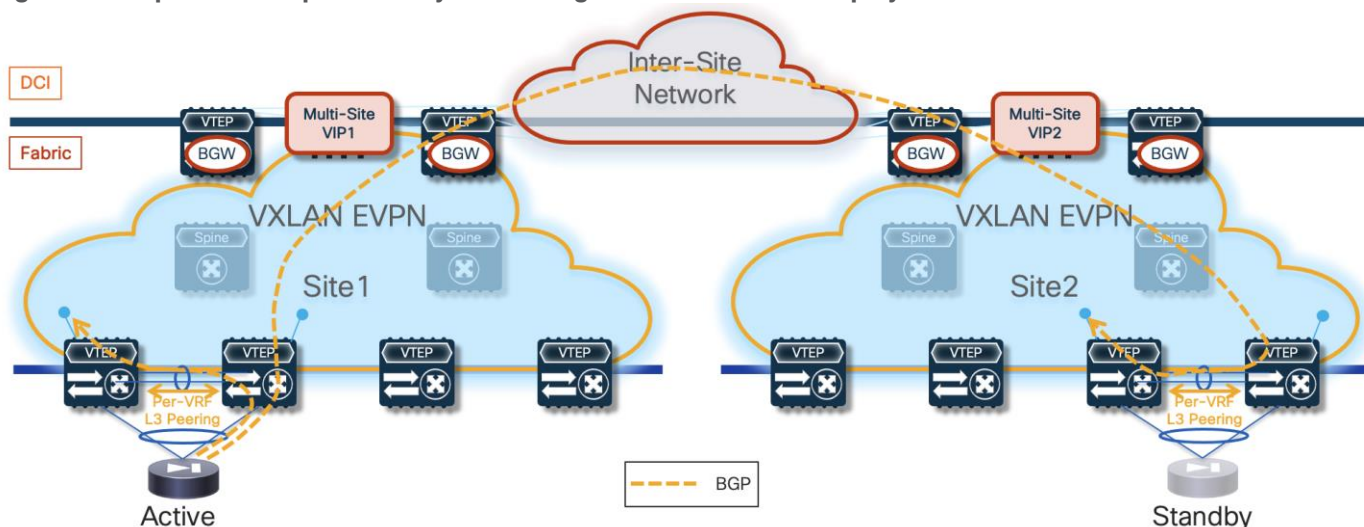 Inter-Site
Network
DCI
Fabric
VTEP
BGW
Multi-Site
VIP1
VTEP
BGW
VTEP
BGW
Multi-Site
VIP2
VTEP
BGW
VXLAN EVPN
Spine
Spine
Site1
VXLAN EVPN
Spine
Spine
Site2
VTEP
VTEP
VTEP
VTEP
Per-VRF
L3 Peering
VTEP
VTEP
VTEP
VTEP
Per-VRF
L3 Peering
BGP
Active
Standby